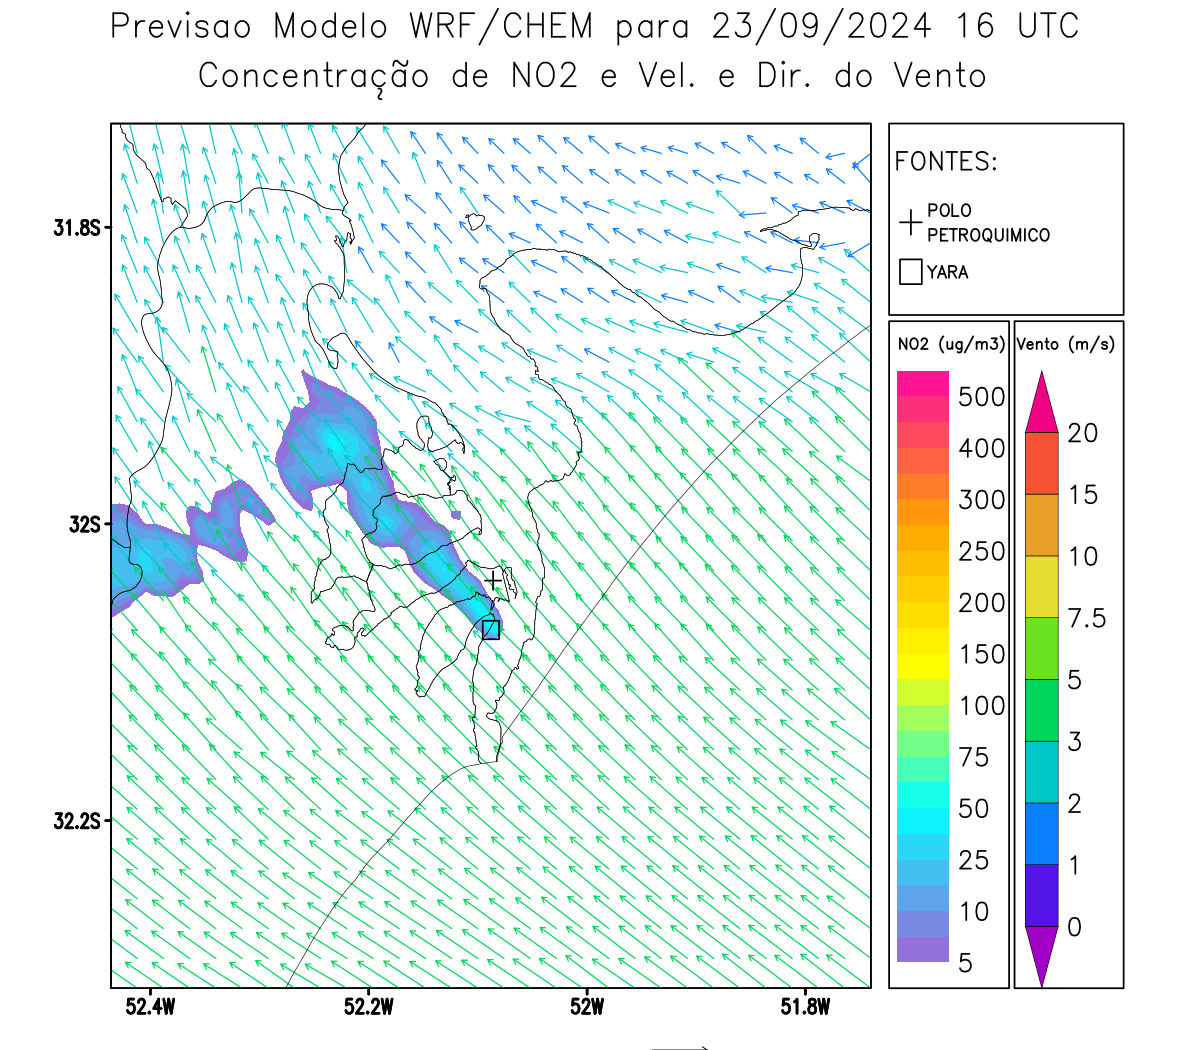 Previsao Modelo WRF/CHEM para 23/09/2024 16 UTC
Concentração de NO2 e Vel. e Dir. do Vento
FONTES:
POLO
PETROQUIMICO
YARA
NO2 (ug/m3)
500
400
300
250
200
150
100
75
50
25
10
5
Vento (m/s)
20
15
10
7.5
5
3
2
1
0
31.8S
32S
32.2S
52.4W
52.2W
52W
51.8W